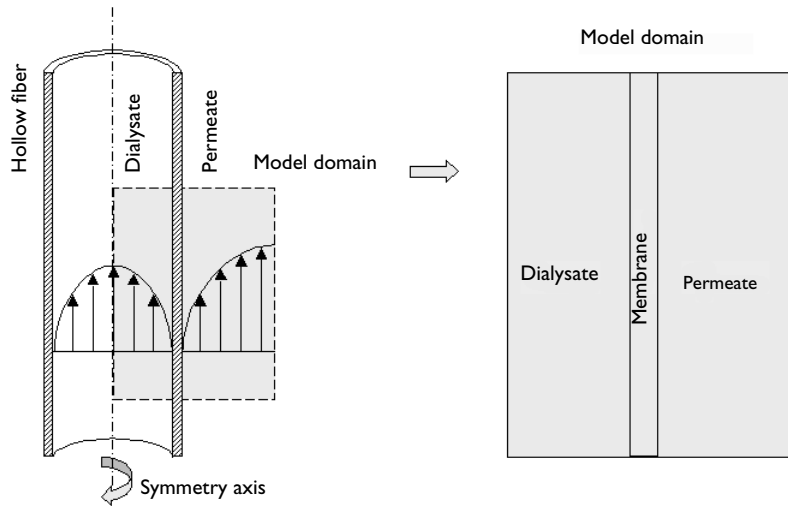 Hollow fiber
Dialysate
Permeate
Model domain
Symmetry axis
Model domain
Dialysate
Membrane
Permeate